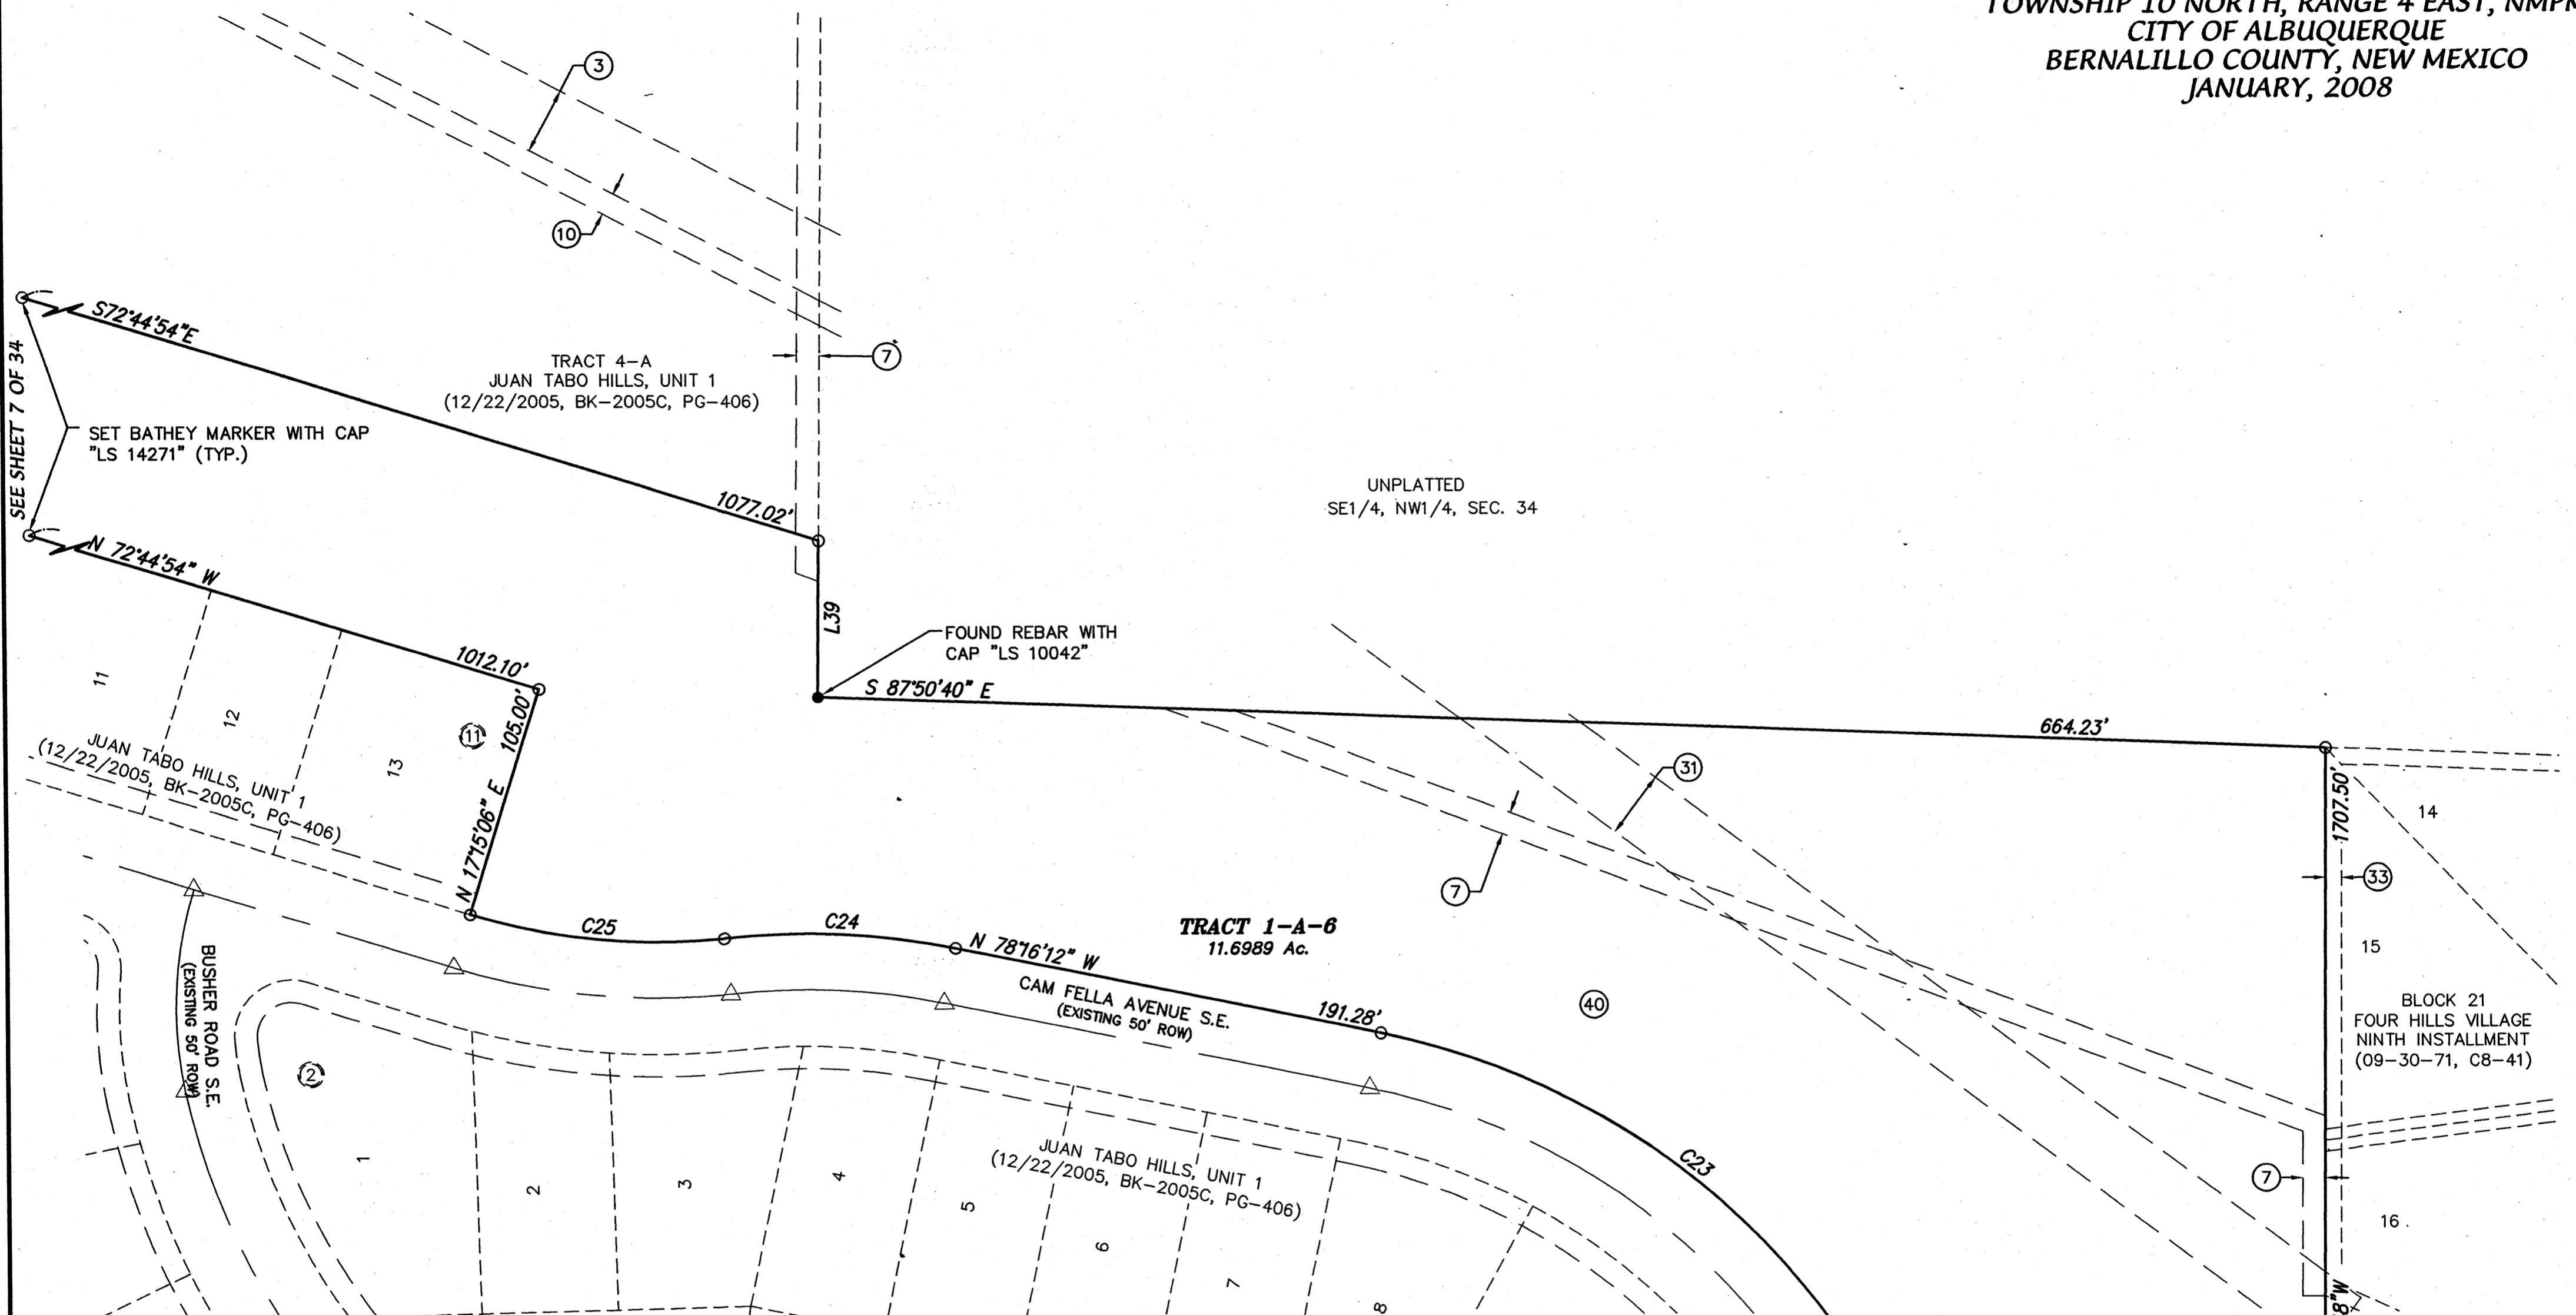 TOWNSHIP 10 NORTH, RANGE 4 EAST,
CITY OF ALBUQUERQUE
BERNALILLO COUNTY, NEW MEXICO
JANUARY, 2008
3
10
7
S72°44'54"E
1077.02'
TRACT 4-A
JUAN TABO HILLS, UNIT 1
(12/22/2005, BK-2005C, PG-406)
SEE SHEET 7 OF 34
SET BATHEY MARKER WITH CAP
"LS 14271" (TYP.)
UNPLATTED
SE1/4, NW1/4, SEC. 34
N 72°44'54" W
1012.10'
L39
FOUND REBAR WITH
CAP "LS 10042"
S 87°50'40" E
664.23'
11
12
13
11
N 17°15'06" E 105.00'
JUAN TABO HILLS, UNIT 1
(12/22/2005, BK-2005C, PG-406)
31
7
1707.50'
14
33
15
C25
C24
N 78°16'12" W
191.28'
TRACT 1-A-6
11.6989 Ac.
CAM FELLA AVENUE S.E.
(EXISTING 50' ROW)
40
BLOCK 21
FOUR HILLS VILLAGE
NINTH INSTALLMENT
(09-30-71, C8-41)
BUSHER ROAD S.E.
(EXISTING 50' ROW)
2
1
2
3
4
5
6
7
8
JUAN TABO HILLS, UNIT 1
(12/22/2005, BK-2005C, PG-406)
C23
7
16
8"W